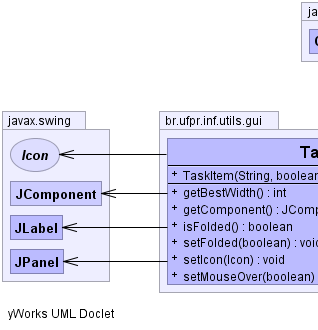 ja
javax.swing
br.ufpr.inf.utils.gui
Icon
JComponent
JLabel
JPanel
Ta
+ TaskItem(String, boolean
+ getBestWidth() : int
+ getComponent() : JComp
+ isFolded() : boolean
+ setFolded(boolean) : voi
+ setIcon(Icon) : void
+ setMouseOver(boolean)
yWorks UML Doclet